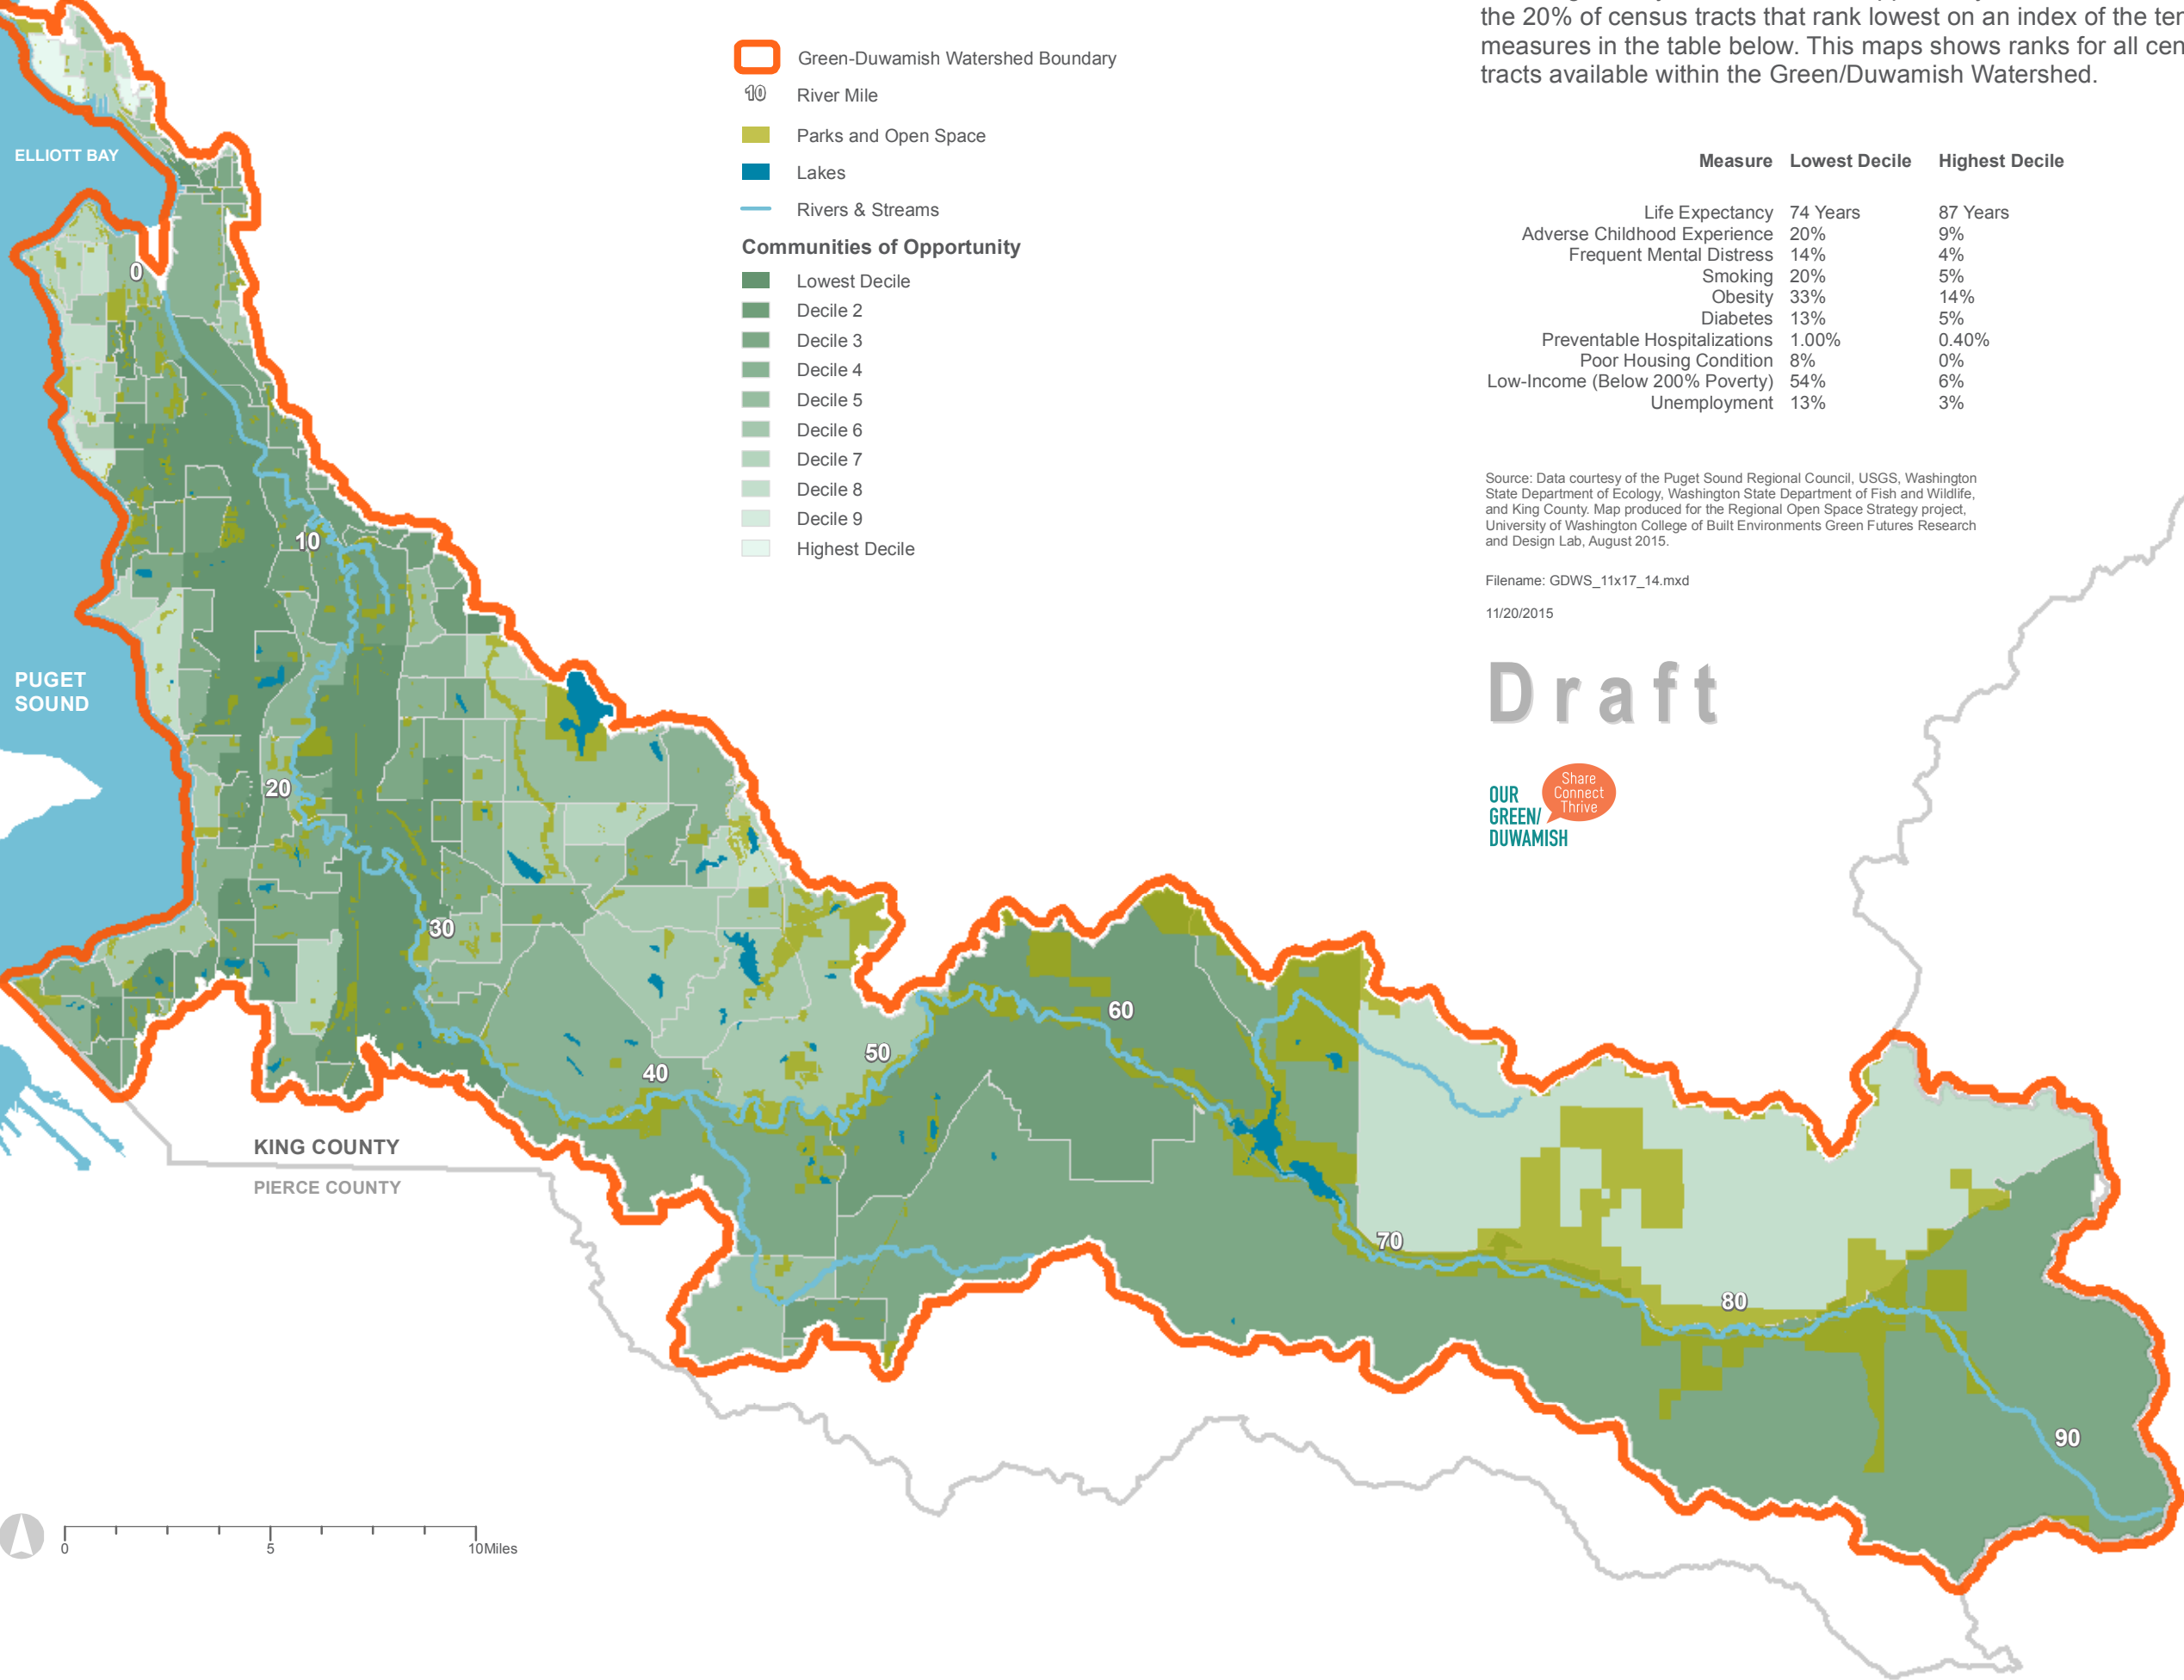 the 20% of census tracts that rank lowest on an index of the ten
measures in the table below. This maps shows ranks for all
tracts available within the Green/Duwamish Watershed.
Green-Duwamish Watershed Boundary
10 River Mile
Parks and Open Space
Lakes
Rivers & Streams
Communities of Opportunity
Lowest Decile
Decile 2
Decile 3
Decile 4
Decile 5
Decile 6
Decile 7
Decile 8
Decile 9
Highest Decile
Measure Lowest Decile Highest Decile
Life Expectancy 74 Years 87 Years
Adverse Childhood Experience 20% 9%
Frequent Mental Distress 14% 4%
Smoking 20% 5%
Obesity 33% 14%
Diabetes 13% 5%
Preventable Hospitalizations 1.00% 0.40%
Poor Housing Condition 8% 0%
Low-Income (Below 200% Poverty) 54% 6%
Unemployment 13% 3%
Source: Data courtesy of the Puget Sound Regional Council, USGS, Washington
State Department of Ecology, Washington State Department of Fish and Wildlife,
and King County. Map produced for the Regional Open Space Strategy project,
University of Washington College of Built Environments Green Futures Research
and Design Lab, August 2015.
Filename: GDWS_11x17_14.mxd
11/20/2015
Draft
OUR
GREEN/
DUWAMISH
Share
Connect
Thrive
ELLIOTT BAY
0
10
PUGET
SOUND
20
30
40
50
60
70
80
90
KING COUNTY
PIERCE COUNTY
0 5 10Miles